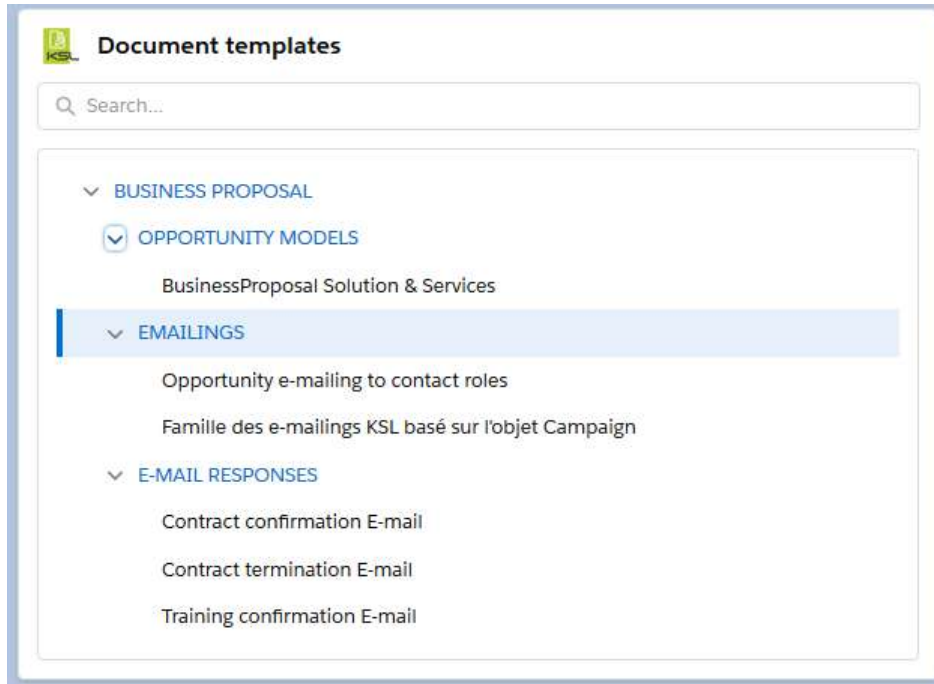 KSL
Document templates
Search...
BUSINESS PROPOSAL
OPPORTUNITY MODELS
BusinessProposal Solution & Services
EMAILINGS
Opportunity e-mailing to contact roles
Famille des e-mailings KSL basé sur l'objet Campaign
E-MAIL RESPONSES
Contract confirmation E-mail
Contract termination E-mail
Training confirmation E-mail